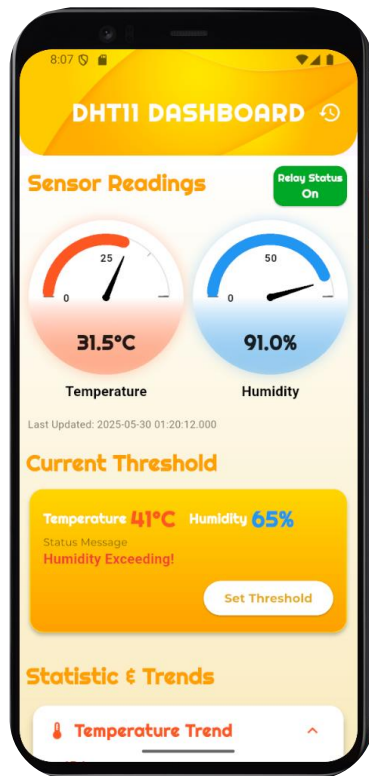 8:07
DHT11 DASHBOARD
Sensor Readings
Relay Status
On
25
0
31.5°C
Temperature
50
0
91.0%
Humidity
Last Updated: 2025-05-30 01:20:12.000
Current Threshold
Temperature 41°C Humidity 65%
Status Message
Humidity Exceeding!
Set Threshold
Statistic & Trends
Temperature Trend